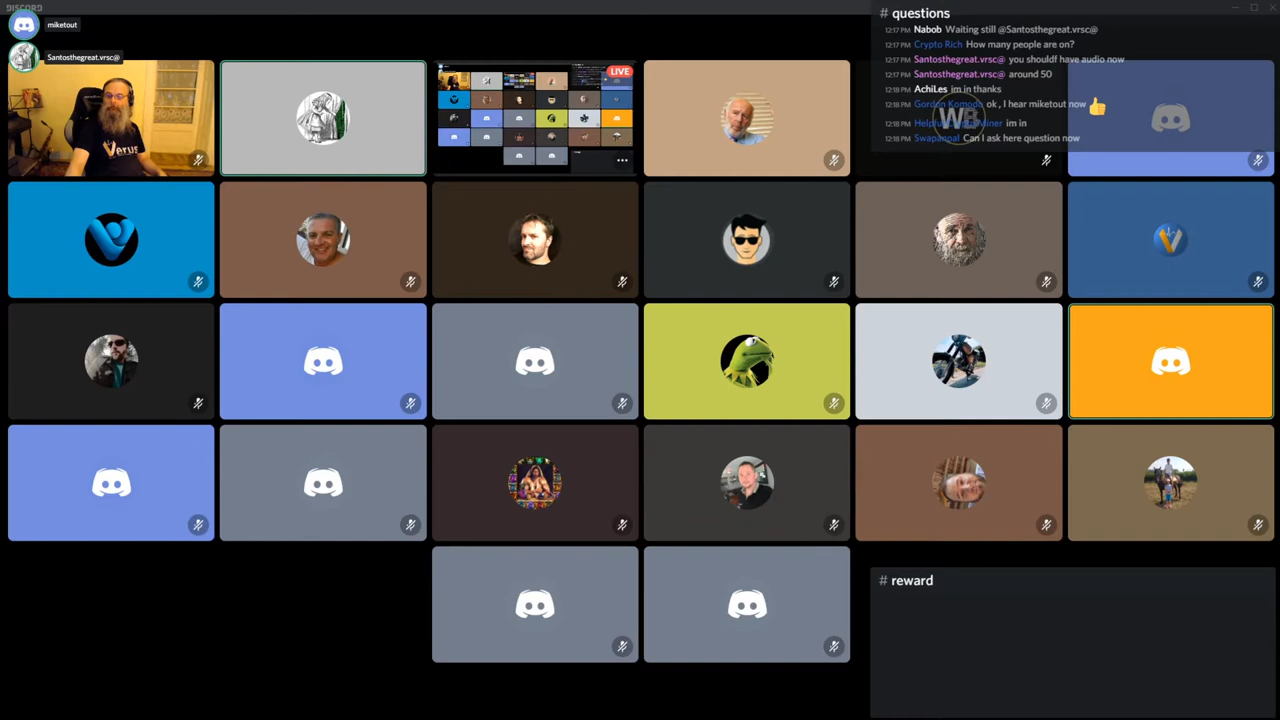 DISCORD
miketout
Santosthegreat.vrsc@
Verus
LIVE
# questions
12:17 PM Nabob Waiting still @Santosthegreat.vrsc@
12:17 PM Crypto Rich How many people are on?
12:17 PM Santosthegreat.vrsc@ you shouldf have audio now
12:17 PM Santosthegreat.vrsc@ around 50
12:18 PM AchiLes im in thanks
12:18 PM Gordon Komodo ok , I hear miketout now 👍
12:18 PM im in
12:18 PM Swapanpal Can I ask here question now
WB
# reward